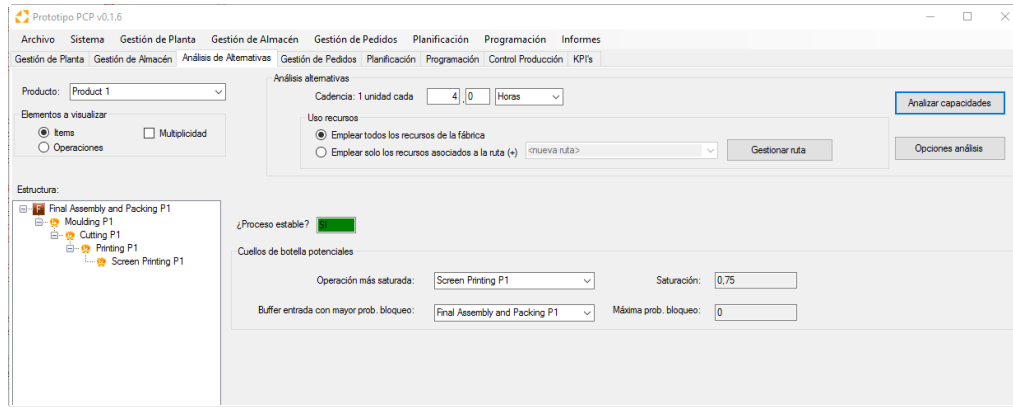 Prototipo PCP v0.1.6
Archivo Sistema Gestión de Planta Gestión de Almacén Gestión de Pedidos Planificación Programación Informes
Gestión de Planta Gestión de Almacén Análisis de Alternativas Gestión de Pedidos Planificación Programación Control Producción KPI's
Análisis alternativas
Producto: Product 1
Cadencia: 1 unidad cada 4 , 0 Horas
Analizar capacidades
Elementos a visualizar
Items Multiplicidad
Operaciones
Uso recursos
Emplear todos los recursos de la fábrica
Emplear solo los recursos asociados a la ruta (+) <nueva ruta> Gestionar ruta
Opciones análisis
Estructura:
F Final Assembly and Packing P1
Moulding P1
Cutting P1
Printing P1
Screen Printing P1
¿Proceso estable? SI
Cuellos de botella potenciales
Operación más saturada: Screen Printing P1 Saturación: 0,75
Buffer entrada con mayor prob. bloqueo: Final Assembly and Packing P1 Máxima prob. bloqueo: 0